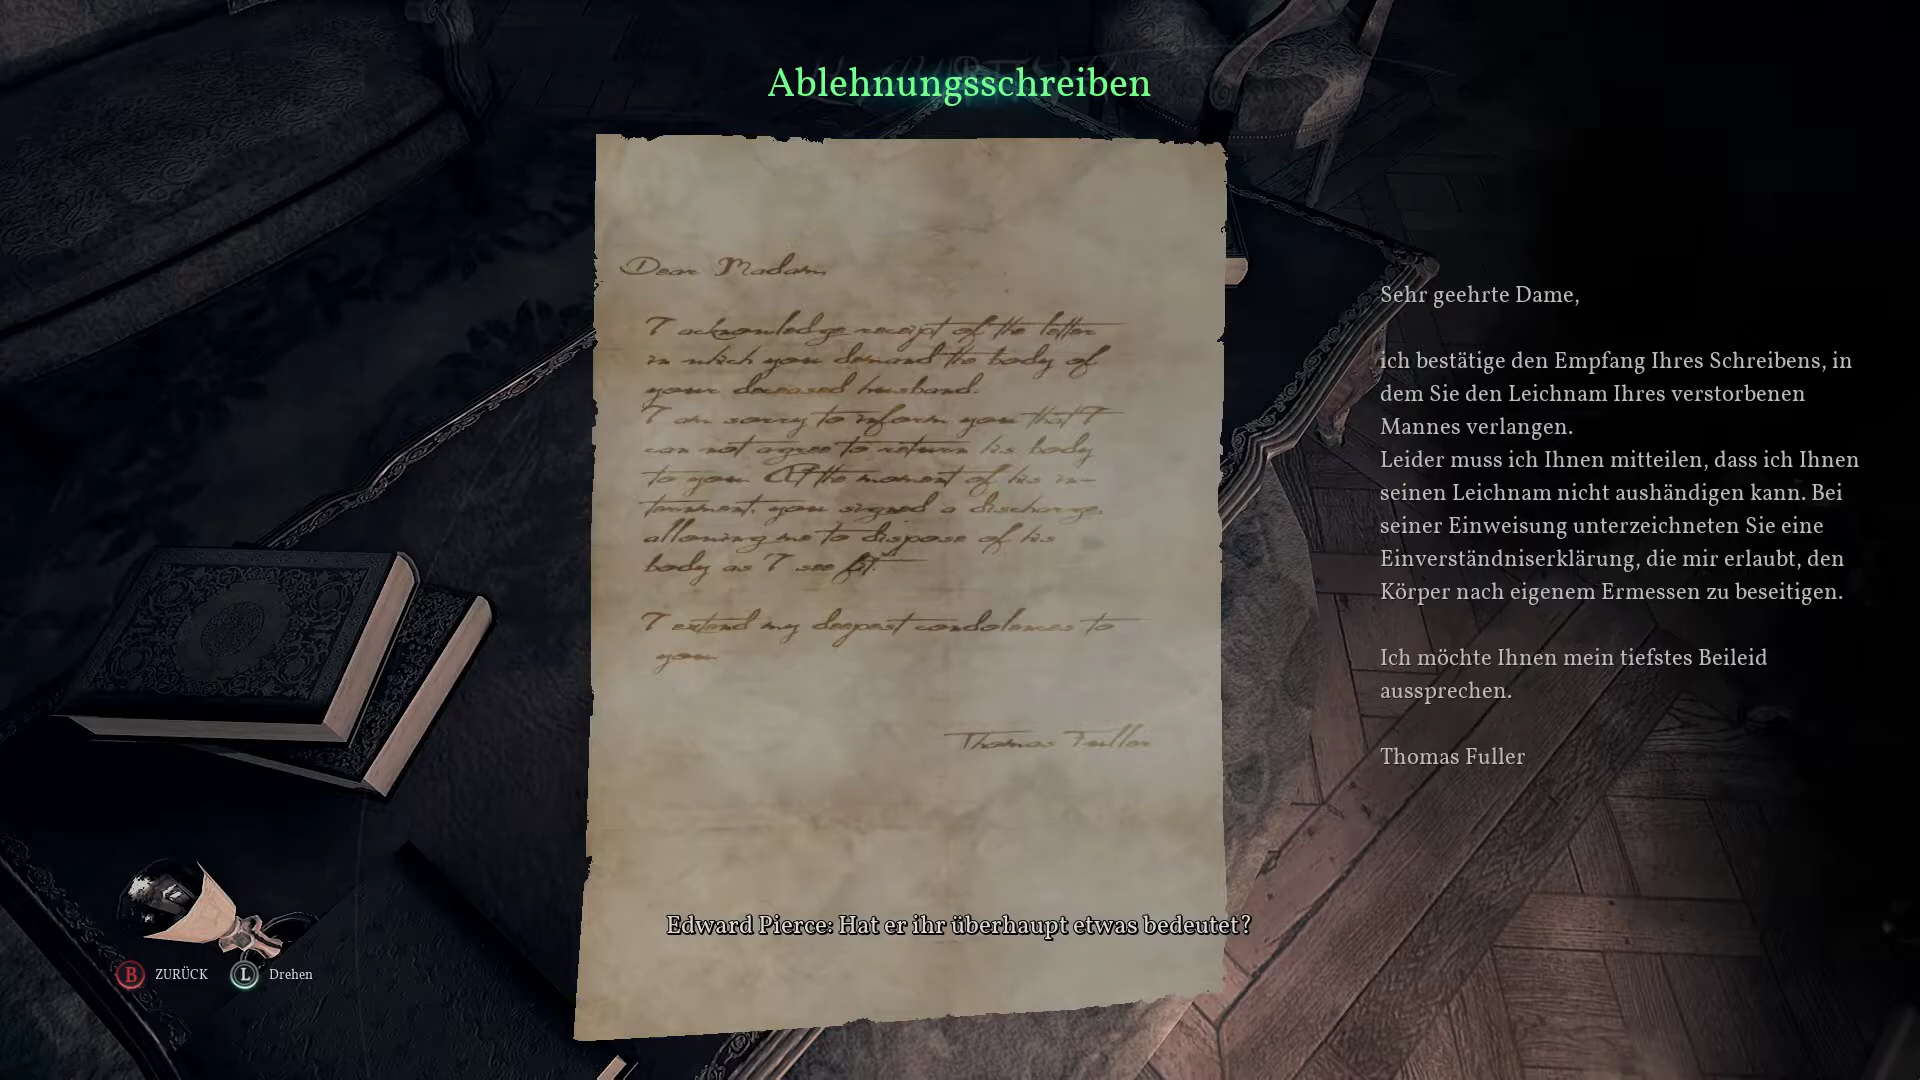 Ablehnungsschreiben
Dear Madam,
I acknowledge receipt of the letter
in which you demand the body of
your deceased husband.
I am sorry to inform you that I
can not agree to return his body
to you. At the moment of his in-
ternment, you signed a discharge,
allowing me to dispose of his
body as I see fit.
I extend my deepest condolences to
you
Thomas Fuller
Sehr geehrte Dame,
ich bestätige den Empfang Ihres Schreibens, in
dem Sie den Leichnam Ihres verstorbenen
Mannes verlangen.
Leider muss ich Ihnen mitteilen, dass ich Ihnen
seinen Leichnam nicht aushändigen kann. Bei
seiner Einweisung unterzeichneten Sie eine
Einverständniserklärung, die mir erlaubt, den
Körper nach eigenem Ermessen zu beseitigen.
Ich möchte Ihnen mein tiefstes Beileid
aussprechen.
Thomas Fuller
Edward Pierce: Hat er ihr überhaupt etwas bedeutet?
B ZURÜCK L Drehen